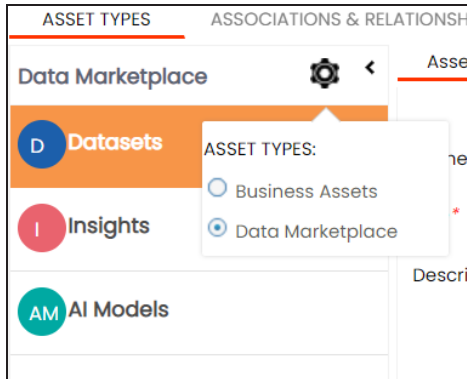 ASSET TYPES ASSOCIATIONS & RELATIONSH
Data Marketplace
Asse
D Datasets
ASSET TYPES:
Business Assets
Data Marketplace
ne
*
I Insights
Descri
AM AI Models